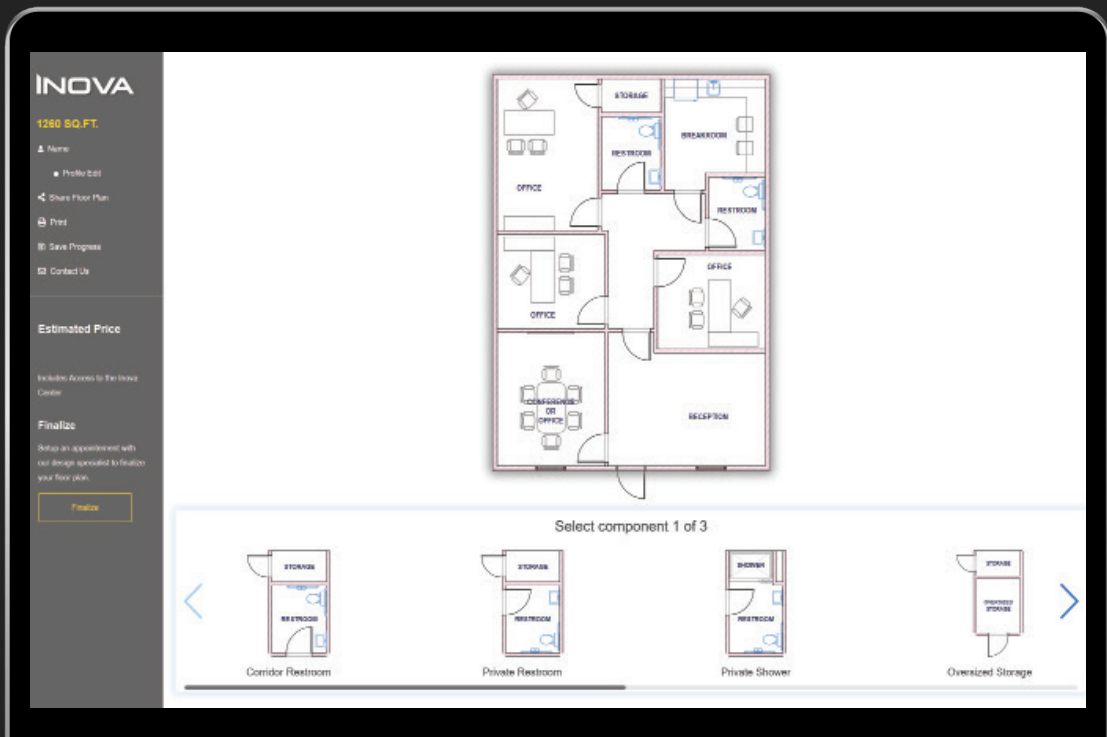 INOVA
1260 SQ.FT.
Name
Profile Edit
Share Floor Plan
Print
Save Progress
Contact Us
Estimated Price
Includes Access to the Inova
Center
Finalize
Setup an appointement with
our design specialist to finalize
your floor plan.
Finalize
STORAGE
BREAKROOM
RESTROOM
OFFICE
RESTROOM
OFFICE
OFFICE
CONFERENCE
OR
OFFICE
RECEPTION
Select component 1 of 3
STORAGE
RESTROOM
Corridor Restroom
STORAGE
RESTROOM
Private Restroom
SHOWER
RESTROOM
Private Shower
STORAGE
OVERSIZED
STORAGE
Oversized Storage